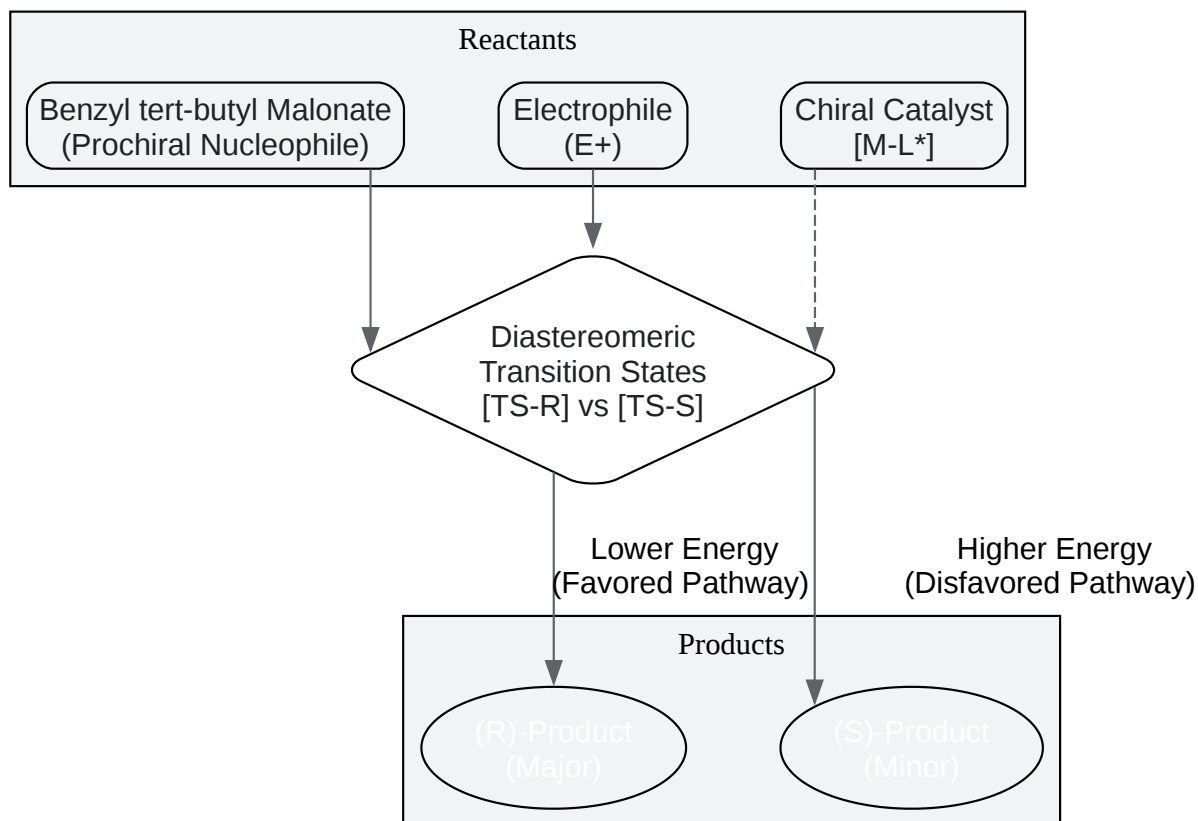 Reactants
Benzyl tert-butyl Malonate
(Prochiral Nucleophile)
Electrophile
(E+)
Chiral Catalyst
[M-L*]
Diastereomeric
Transition States
[TS-R] vs [TS-S]
Lower Energy
(Favored Pathway)
Higher Energy
(Disfavored Pathway)
Products
(R)-Product
(Major)
(S)-Product
(Minor)